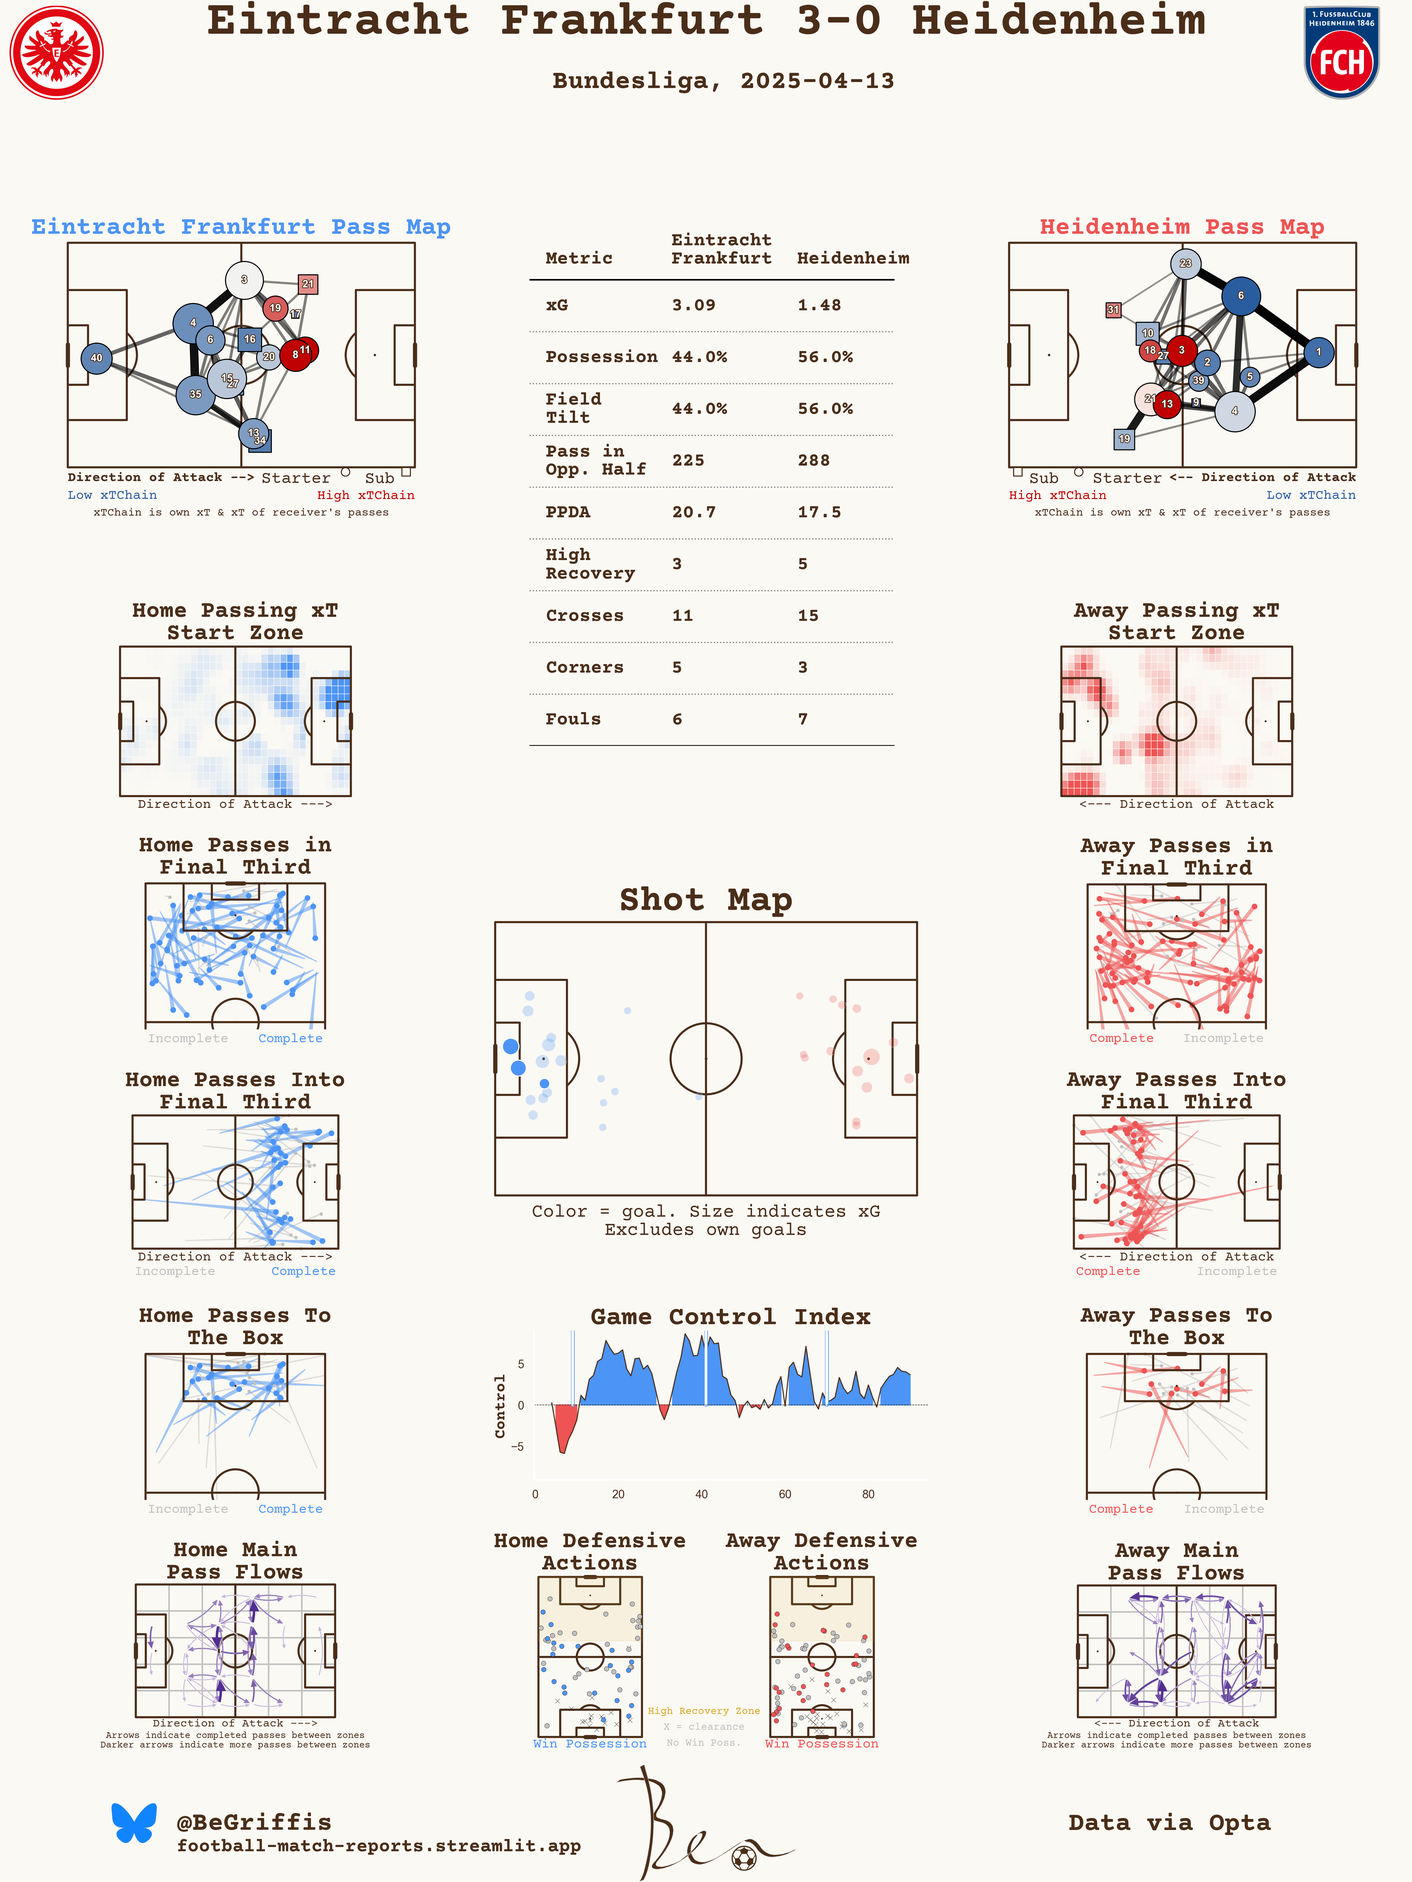 Eintracht Frankfurt 3-0 Heidenheim
Bundesliga, 2025-04-13
1. FUSSBALLCLUB
HEIDENHEIM 1846
FCH
Eintracht Frankfurt Pass Map
3
21
19
17
4
6
16
11
8
20
40
15
27
35
13
34
Direction of Attack --> Starter Sub
Low xTChain High xTChain
xTChain is own xT & xT of receiver's passes
Metric Eintracht Frankfurt Heidenheim
xG 3.09 1.48
Possession 44.0% 56.0%
Field Tilt 44.0% 56.0%
Pass in Opp. Half 225 288
PPDA 20.7 17.5
High Recovery 3 5
Crosses 11 15
Corners 5 3
Fouls 6 7
Heidenheim Pass Map
23
6
31
10
18
27
3
2
1
39
5
21
13
9
4
19
Sub Starter <-- Direction of Attack
High xTChain Low xTChain
xTChain is own xT & xT of receiver's passes
Home Passing xT
Start Zone
Direction of Attack --->
Away Passing xT
Start Zone
<--- Direction of Attack
Home Passes in
Final Third
Incomplete Complete
Away Passes in
Final Third
Complete Incomplete
Shot Map
Color = goal. Size indicates xG
Excludes own goals
Home Passes Into
Final Third
Direction of Attack --->
Incomplete Complete
Away Passes Into
Final Third
<--- Direction of Attack
Complete Incomplete
Home Passes To
The Box
Incomplete Complete
Game Control Index
Control
5
0
−5
0 20 40 60 80
Away Passes To
The Box
Complete Incomplete
Home Main
Pass Flows
Direction of Attack --->
Arrows indicate completed passes between zones
Darker arrows indicate more passes between zones
Home Defensive
Actions
Win Possession
High Recovery Zone
X = clearance
No Win Poss.
Away Defensive
Actions
Win Possession
Away Main
Pass Flows
<--- Direction of Attack
Arrows indicate completed passes between zones
Darker arrows indicate more passes between zones
@BeGriffis
football-match-reports.streamlit.app
Ben
Data via Opta